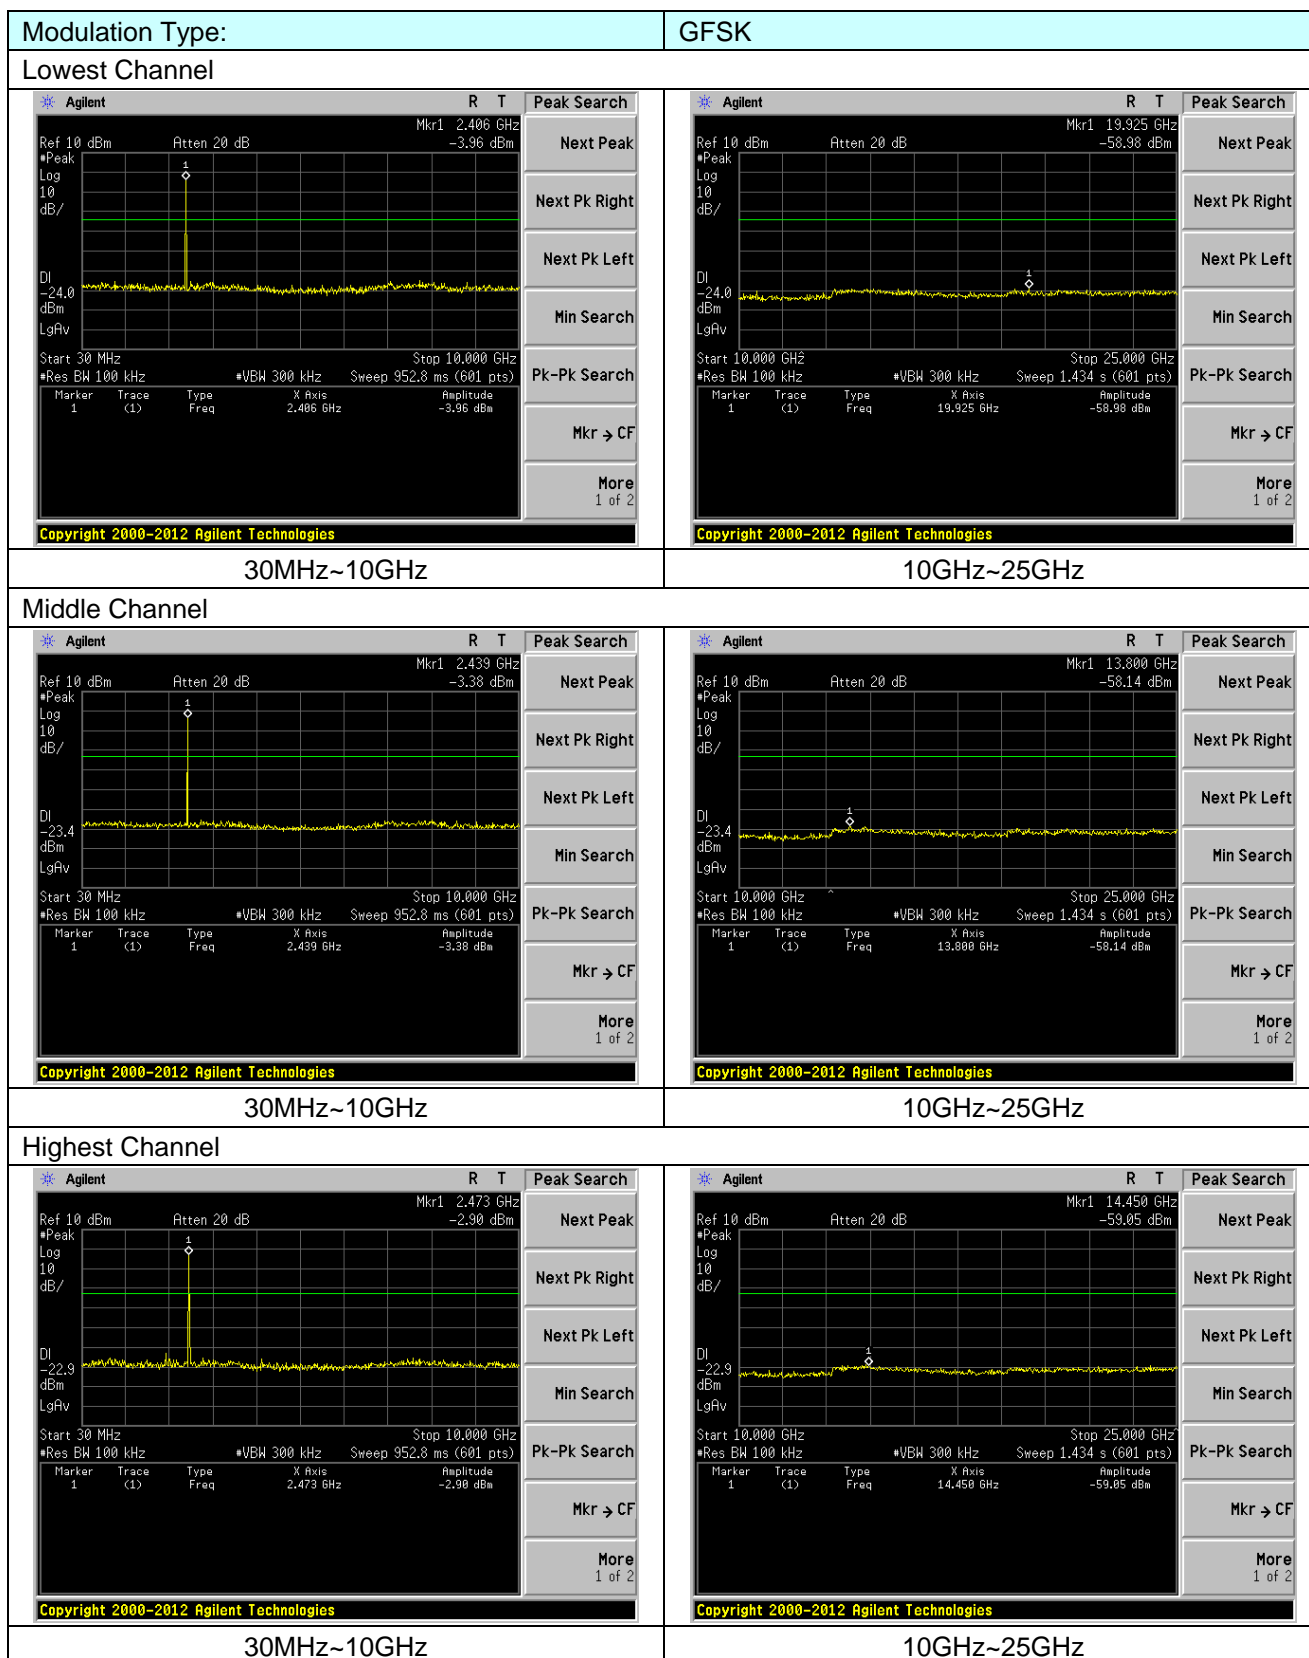 Modulation Type: GFSK
Lowest Channel
Agilent R T Peak Search
Mkr1 2.406 GHz
Ref 10 dBm Atten 20 dB -3.96 dBm
#Peak
Log
10
dB/
1
DI
-24.0
dBm
LgAv
Start 30 MHz Stop 10.000 GHz
#Res BW 100 kHz #VBW 300 kHz Sweep 952.8 ms (601 pts)
Marker Trace Type X Axis Amplitude
1 (1) Freq 2.406 GHz -3.96 dBm
Next Peak
Next Pk Right
Next Pk Left
Min Search
Pk-Pk Search
Mkr → CF
More
1 of 2
Copyright 2000-2012 Agilent Technologies
Agilent R T Peak Search
Mkr1 19.925 GHz
Ref 10 dBm Atten 20 dB -58.98 dBm
#Peak
Log
10
dB/
1
DI
-24.0
dBm
LgAv
Start 10.000 GHz Stop 25.000 GHz
#Res BW 100 kHz #VBW 300 kHz Sweep 1.434 s (601 pts)
Marker Trace Type X Axis Amplitude
1 (1) Freq 19.925 GHz -58.98 dBm
Next Peak
Next Pk Right
Next Pk Left
Min Search
Pk-Pk Search
Mkr → CF
More
1 of 2
Copyright 2000-2012 Agilent Technologies
30MHz~10GHz 10GHz~25GHz
Middle Channel
Agilent R T Peak Search
Mkr1 2.439 GHz
Ref 10 dBm Atten 20 dB -3.38 dBm
#Peak
Log
10
dB/
1
DI
-23.4
dBm
LgAv
Start 30 MHz Stop 10.000 GHz
#Res BW 100 kHz #VBW 300 kHz Sweep 952.8 ms (601 pts)
Marker Trace Type X Axis Amplitude
1 (1) Freq 2.439 GHz -3.38 dBm
Next Peak
Next Pk Right
Next Pk Left
Min Search
Pk-Pk Search
Mkr → CF
More
1 of 2
Copyright 2000-2012 Agilent Technologies
Agilent R T Peak Search
Mkr1 13.800 GHz
Ref 10 dBm Atten 20 dB -58.14 dBm
#Peak
Log
10
dB/
1
DI
-23.4
dBm
LgAv
Start 10.000 GHz Stop 25.000 GHz
#Res BW 100 kHz #VBW 300 kHz Sweep 1.434 s (601 pts)
Marker Trace Type X Axis Amplitude
1 (1) Freq 13.800 GHz -58.14 dBm
Next Peak
Next Pk Right
Next Pk Left
Min Search
Pk-Pk Search
Mkr → CF
More
1 of 2
Copyright 2000-2012 Agilent Technologies
30MHz~10GHz 10GHz~25GHz
Highest Channel
Agilent R T Peak Search
Mkr1 2.473 GHz
Ref 10 dBm Atten 20 dB -2.90 dBm
#Peak
Log
10
dB/
1
DI
-22.9
dBm
LgAv
Start 30 MHz Stop 10.000 GHz
#Res BW 100 kHz #VBW 300 kHz Sweep 952.8 ms (601 pts)
Marker Trace Type X Axis Amplitude
1 (1) Freq 2.473 GHz -2.90 dBm
Next Peak
Next Pk Right
Next Pk Left
Min Search
Pk-Pk Search
Mkr → CF
More
1 of 2
Copyright 2000-2012 Agilent Technologies
Agilent R T Peak Search
Mkr1 14.450 GHz
Ref 10 dBm Atten 20 dB -59.05 dBm
#Peak
Log
10
dB/
1
DI
-22.9
dBm
LgAv
Start 10.000 GHz Stop 25.000 GHz
#Res BW 100 kHz #VBW 300 kHz Sweep 1.434 s (601 pts)
Marker Trace Type X Axis Amplitude
1 (1) Freq 14.450 GHz -59.05 dBm
Next Peak
Next Pk Right
Next Pk Left
Min Search
Pk-Pk Search
Mkr → CF
More
1 of 2
Copyright 2000-2012 Agilent Technologies
30MHz~10GHz 10GHz~25GHz